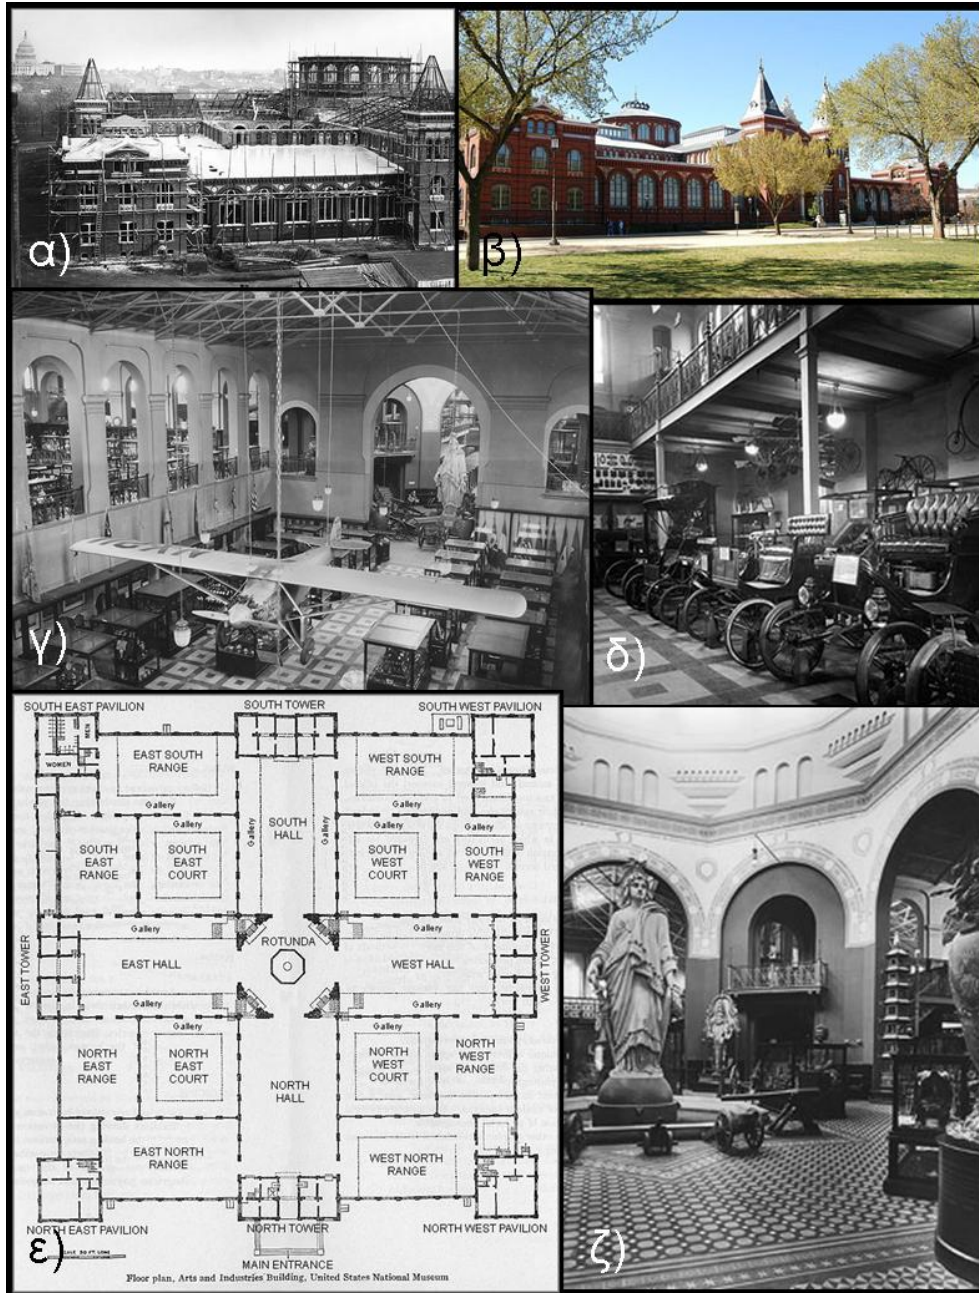 α)
β)
γ)
δ)
SOUTH EAST PAVILION
SOUTH TOWER
SOUTH WEST PAVILION
MEN
WOMEN
EAST SOUTH
RANGE
WEST SOUTH
RANGE
Gallery
Gallery
Gallery
Gallery
Gallery
Gallery
Gallery
SOUTH
HALL
SOUTH
EAST
RANGE
SOUTH
EAST
COURT
SOUTH
WEST
COURT
SOUTH
WEST
RANGE
EAST TOWER
Gallery
Gallery
ROTUNDA
EAST HALL
WEST HALL
WEST TOWER
Gallery
Gallery
Gallery
Gallery
NORTH
EAST
RANGE
NORTH
EAST
COURT
NORTH
HALL
NORTH
WEST
COURT
NORTH
WEST
RANGE
EAST NORTH
RANGE
WEST NORTH
RANGE
NORTH EAST PAVILION
NORTH TOWER
NORTH WEST PAVILION
MAIN ENTRANCE
ε)
Floor plan, Arts and Industries Building, United States National Museum
ζ)